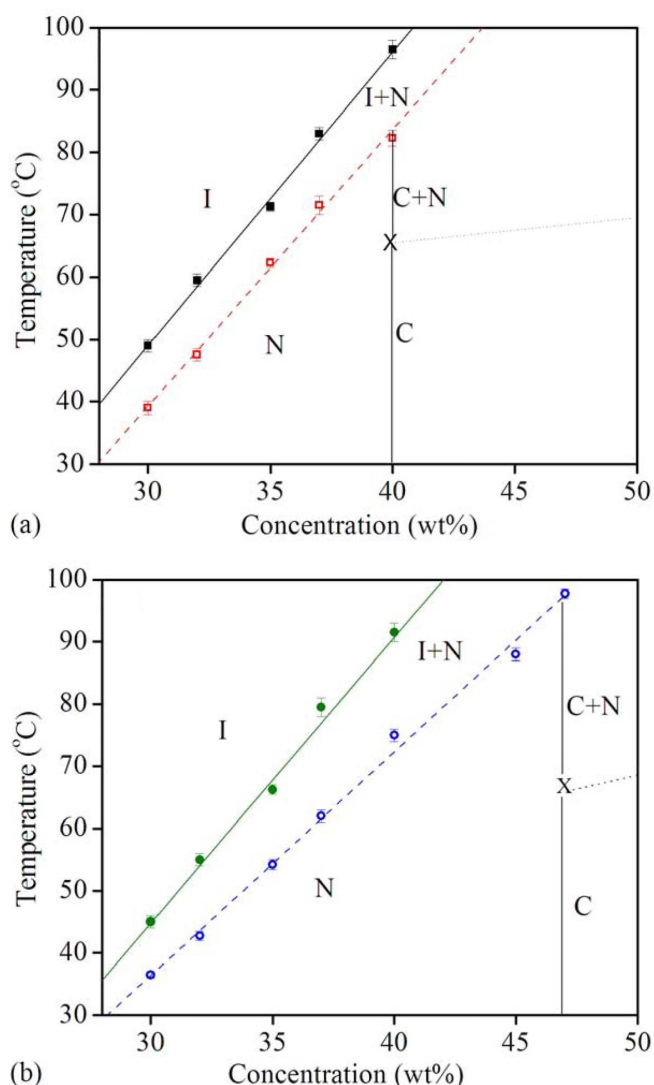 100
90
80
70
60
50
40
30
Temperature (°C)
I
I+N
C+N
X
N
C
30
35
40
45
50
(a)
Concentration (wt%)
100
90
80
70
60
50
40
30
Temperature (°C)
I
I+N
C+N
X
N
C
30
35
40
45
50
(b)
Concentration (wt%)